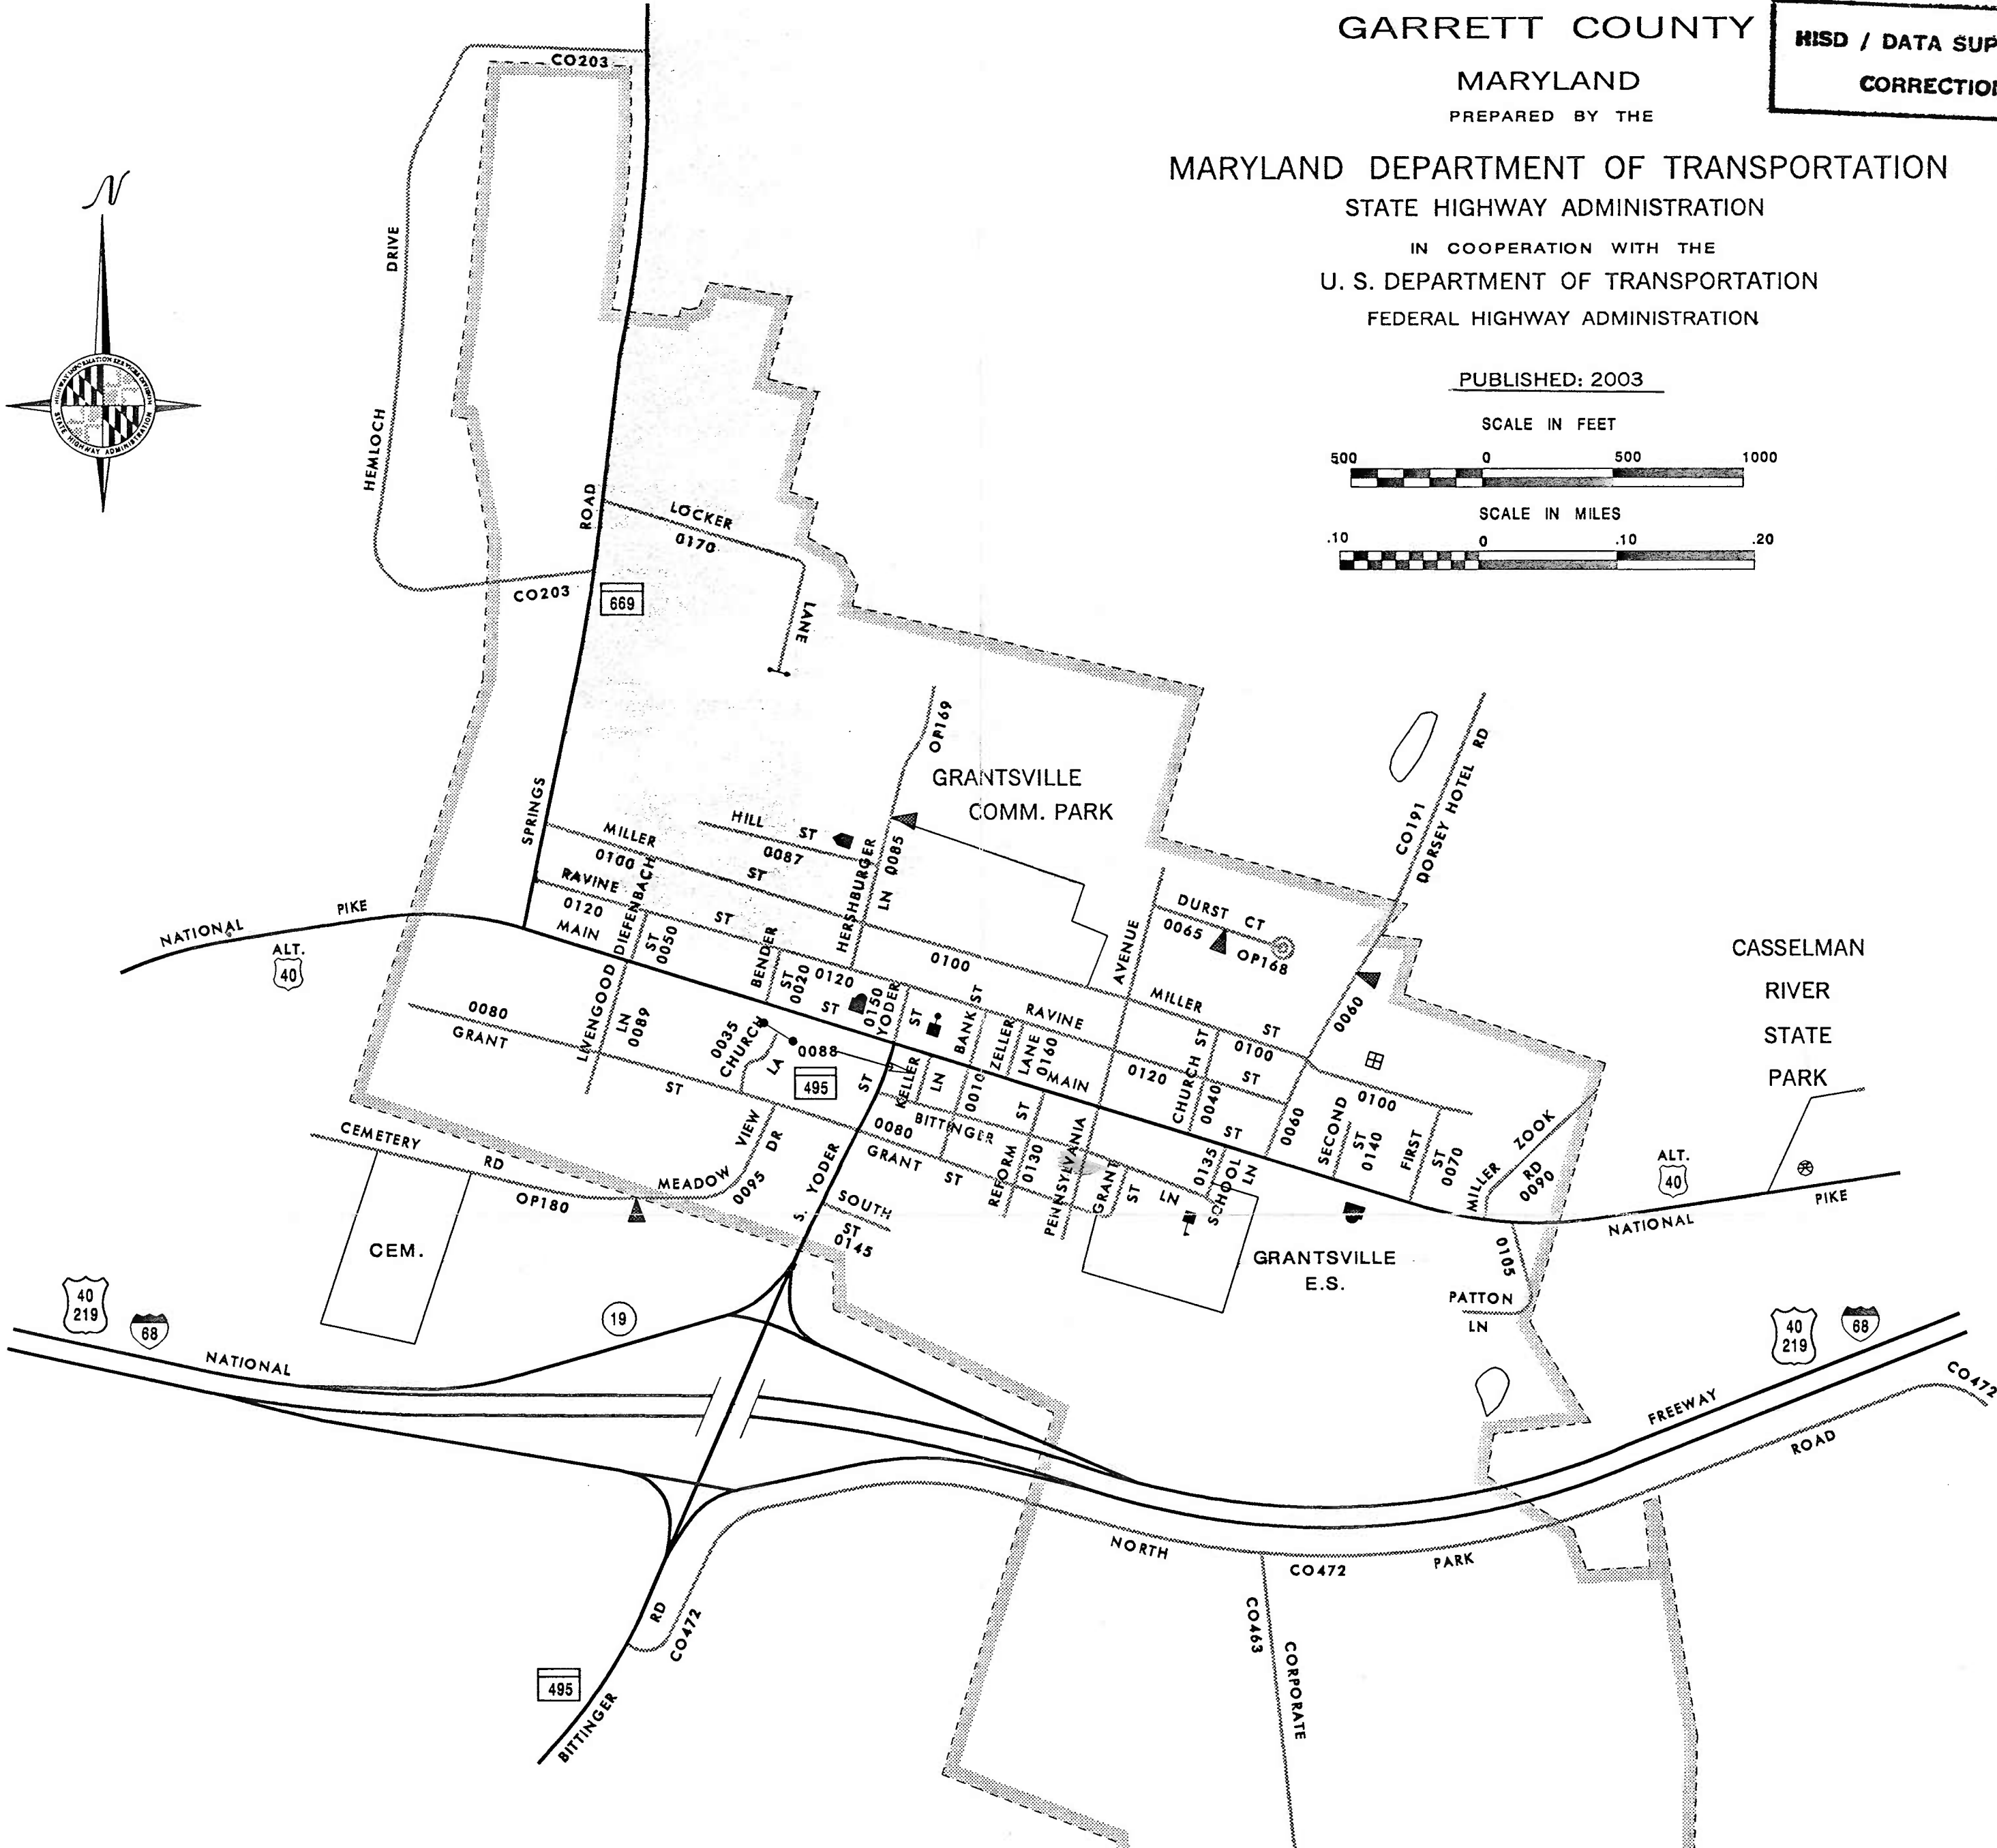 GARRETT COUNTY
MARYLAND
PREPARED BY THE
MARYLAND DEPARTMENT OF TRANSPORTATION
STATE HIGHWAY ADMINISTRATION
IN COOPERATION WITH THE
U. S. DEPARTMENT OF TRANSPORTATION
FEDERAL HIGHWAY ADMINISTRATION
PUBLISHED: 2003
SCALE IN FEET
500 0 500 1000
SCALE IN MILES
.10 0 .10 .20
HISD / DATA SUP
CORRECTION
N
HIGHWAY INFORMATION SERVICES DIVISION
STATE HIGHWAY ADMINISTRATION
CO203
HEMLOCH DRIVE
CO203
SPRINGS ROAD
669
LOCKER LANE
0170
OP169
GRANTSVILLE
COMM. PARK
CO191
DORSEY HOTEL RD
HILL ST
0087
HERSHBURGER LN 0085
MILLER ST
0100
RAVINE ST
0120
DIEFENBACH ST 0050
NATIONAL PIKE
ALT.
40
MAIN ST
BENDER ST 0020
0120
0150 YODER ST
BANK ST
0100
RAVINE ST
AVENUE
DURST CT
0065
OP168
MILLER ST
0100
0060
CASSELMAN
RIVER
STATE
PARK
0080
GRANT ST
LIVENGOOD LN 0089
0035 CHURCH LA
0088
495
KELLER LN
0010
ZELLER LANE 0160
MAIN ST
0120
CHURCH ST 0040
0060
SECOND ST 0140
0100
FIRST ST 0070
MILLER ZOOK RD 0090
ALT.
40
NATIONAL PIKE
CEMETERY RD
OP180
MEADOW VIEW DR
0095
S. YODER ST
0080
GRANT ST
BITTINGER LN
REFORM ST 0130
PENNSYLVANIA
GRANT ST
0135 SCHOOL LN
SOUTH ST
0145
CEM.
GRANTSVILLE
E.S.
0105
PATTON LN
40
219
68
19
NATIONAL FREEWAY
40
219
68
CO472
NORTH PARK ROAD
CO472
CO463
CORPORATE
CO472
495
BITTINGER RD